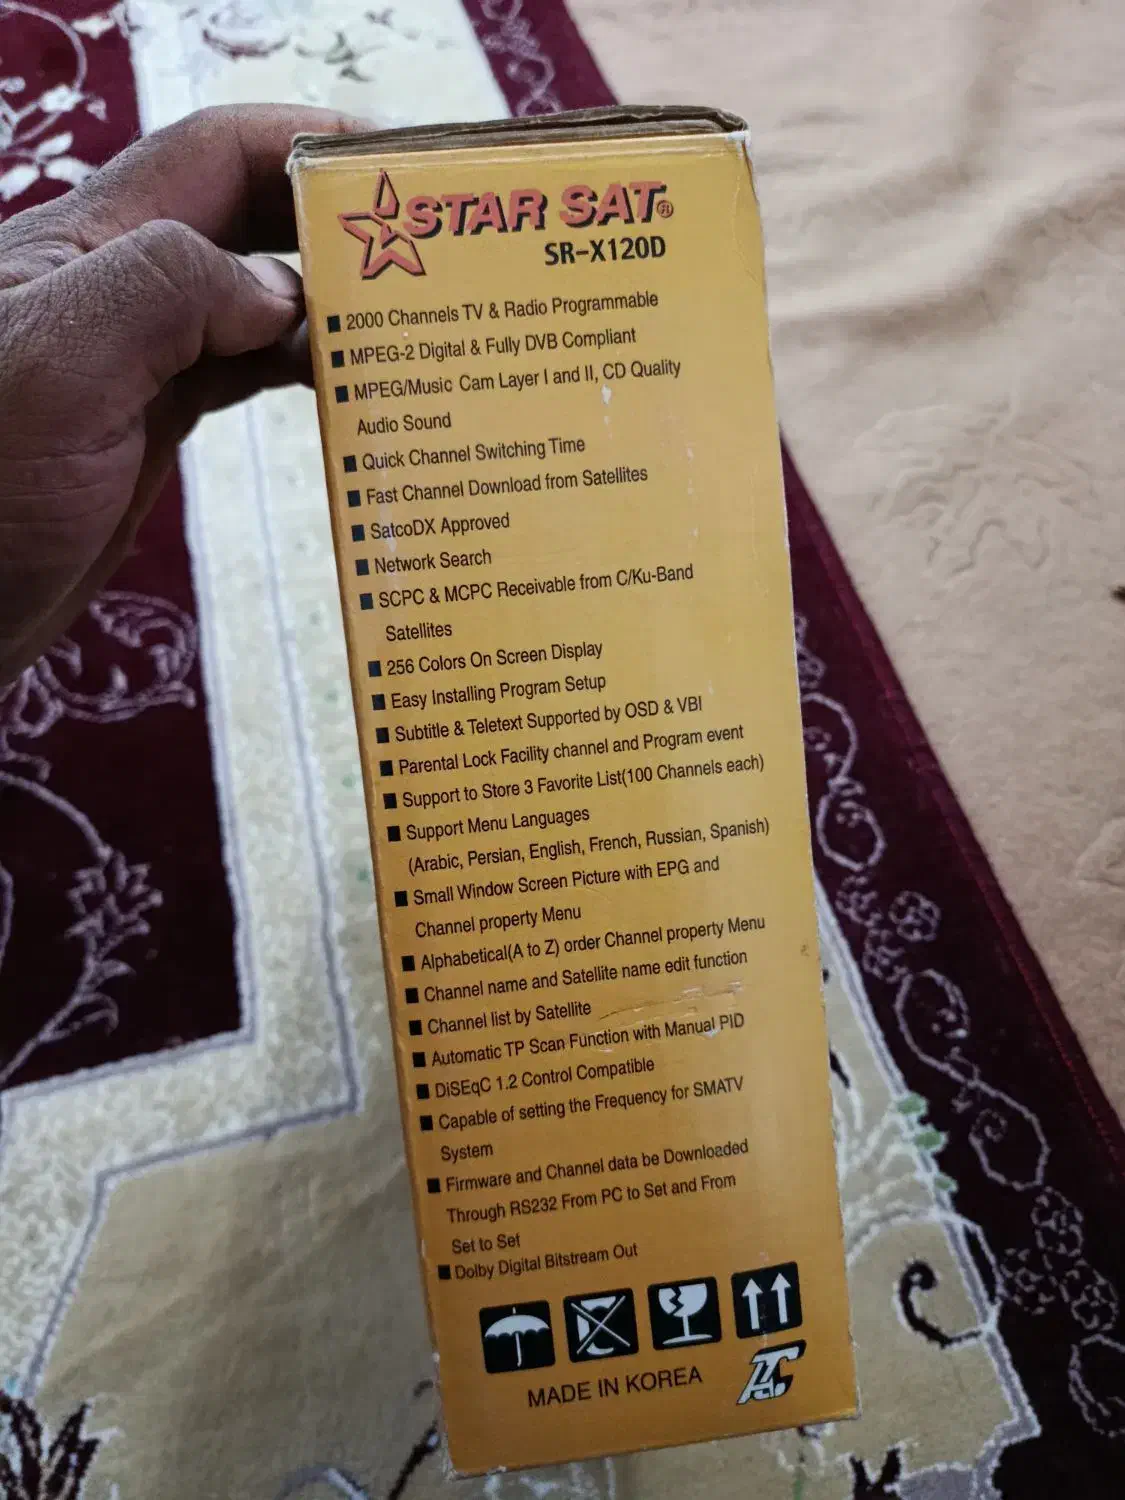 STAR SAT®
SR-X120D
■ 2000 Channels TV & Radio Programmable
■ MPEG-2 Digital & Fully DVB Compliant
■ MPEG/Music Cam Layer I and II, CD Quality
Audio Sound
■ Quick Channel Switching Time
■ Fast Channel Download from Satellites
■ SatcoDX Approved
■ Network Search
■ SCPC & MCPC Receivable from C/Ku-Band
Satellites
■ 256 Colors On Screen Display
■ Easy Installing Program Setup
■ Subtitle & Teletext Supported by OSD & VBI
■ Parental Lock Facility channel and Program event
■ Support to Store 3 Favorite List(100 Channels each)
■ Support Menu Languages
(Arabic, Persian, English, French, Russian, Spanish)
■ Small Window Screen Picture with EPG and
Channel property Menu
■ Alphabetical(A to Z) order Channel property Menu
■ Channel name and Satellite name edit function
■ Channel list by Satellite
■ Automatic TP Scan Function with Manual PID
■ DiSEqC 1.2 Control Compatible
■ Capable of setting the Frequency for SMATV
System
■ Firmware and Channel data be Downloaded
Through RS232 From PC to Set and From
Set to Set
■ Dolby Digital Bitstream Out
MADE IN KOREA